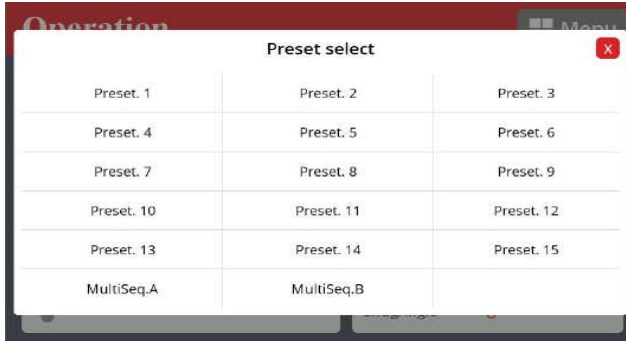 Operation
Menu
Preset select
X
Preset. 1 Preset. 2 Preset. 3
Preset. 4 Preset. 5 Preset. 6
Preset. 7 Preset. 8 Preset. 9
Preset. 10 Preset. 11 Preset. 12
Preset. 13 Preset. 14 Preset. 15
MultiSeq.A MultiSeq.B